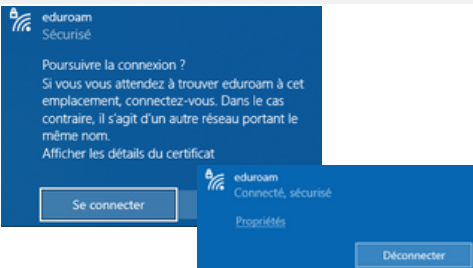 eduroam
Sécurisé
Poursuivre la connexion ?
Si vous vous attendez à trouver eduroam à cet
emplacement, connectez-vous. Dans le cas
contraire, il s'agit d'un autre réseau portant le
même nom.
Afficher les détails du certificat
Se connecter
eduroam
Connecté, sécurisé
Propriétés
Déconnecter